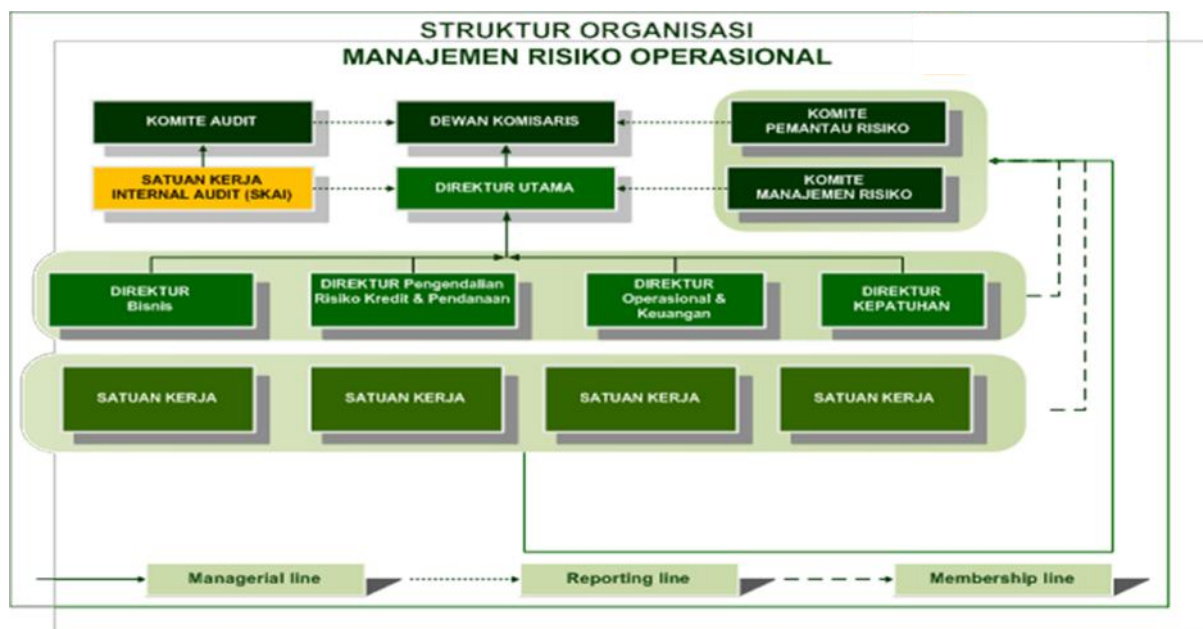 STRUKTUR ORGANISASI
MANAJEMEN RISIKO OPERASIONAL
KOMITE AUDIT
DEWAN KOMISARIS
KOMITE
PEMANTAU RISIKO
SATUAN KERJA
INTERNAL AUDIT (SKAI)
DIREKTUR UTAMA
KOMITE
MANAJEMEN RISIKO
DIREKTUR
Bisnis
DIREKTUR Pengendalian
Risiko Kredit & Pendanaan
DIREKTUR
Operasional &
Keuangan
DIREKTUR
KEPATUHAN
SATUAN KERJA
SATUAN KERJA
SATUAN KERJA
SATUAN KERJA
Managerial line
Reporting line
Membership line